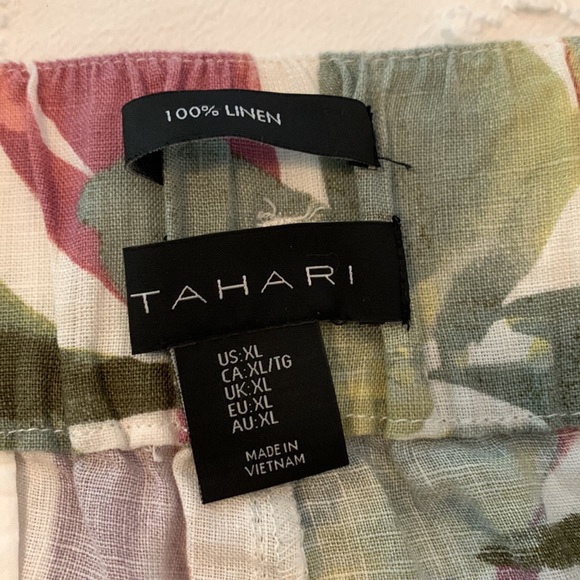 100% LINEN
TAHARI
US:XL
CA:XL/TG
UK:XL
EU:XL
AU:XL
MADE IN
VIETNAM